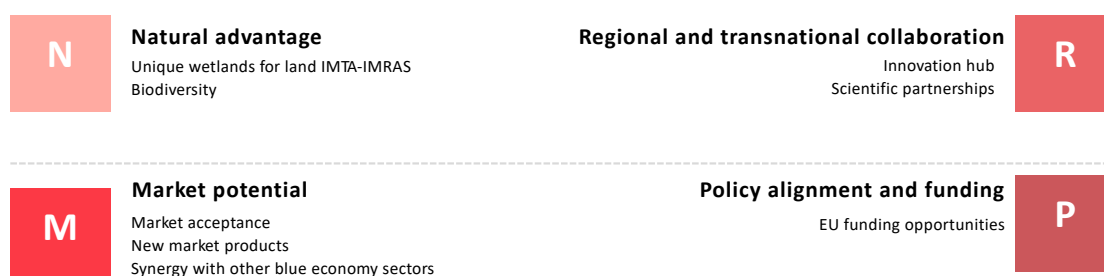 N
Natural advantage
Unique wetlands for land IMTA-IMRAS
Biodiversity
Regional and transnational collaboration
Innovation hub
Scientific partnerships
R
M
Market potential
Market acceptance
New market products
Synergy with other blue economy sectors
Policy alignment and funding
EU funding opportunities
P